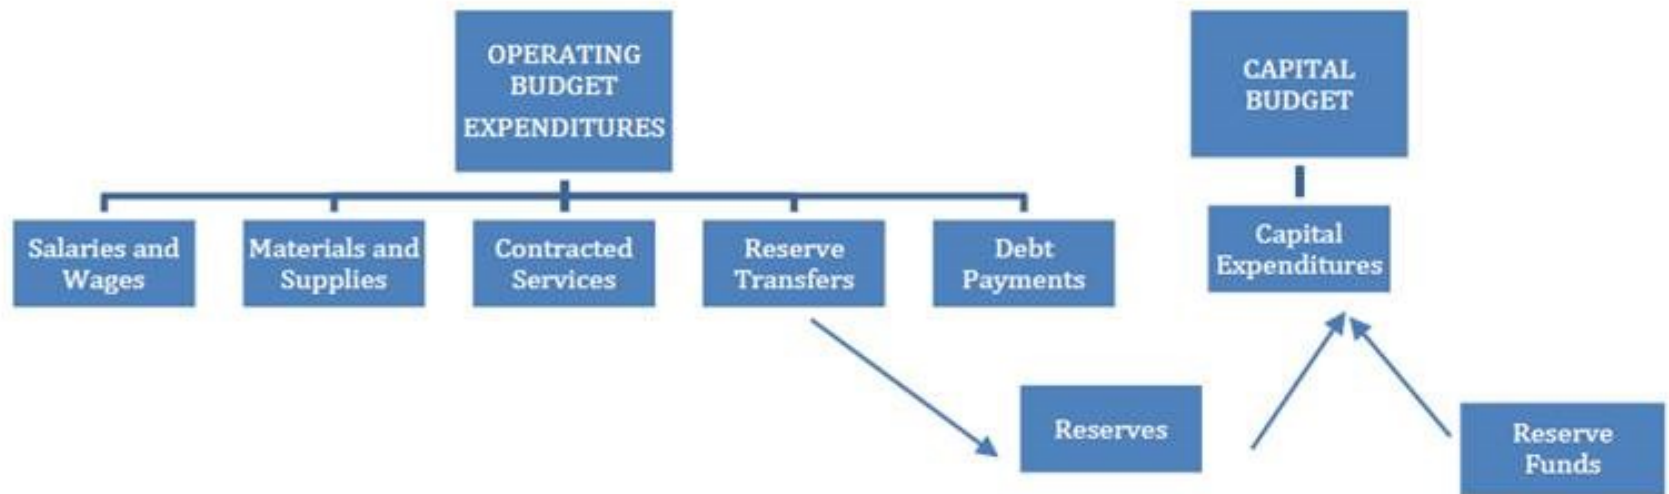 OPERATING
BUDGET
EXPENDITURES
CAPITAL
BUDGET
Salaries and
Wages
Materials and
Supplies
Contracted
Services
Reserve
Transfers
Debt
Payments
Capital
Expenditures
Reserves
Reserve
Funds